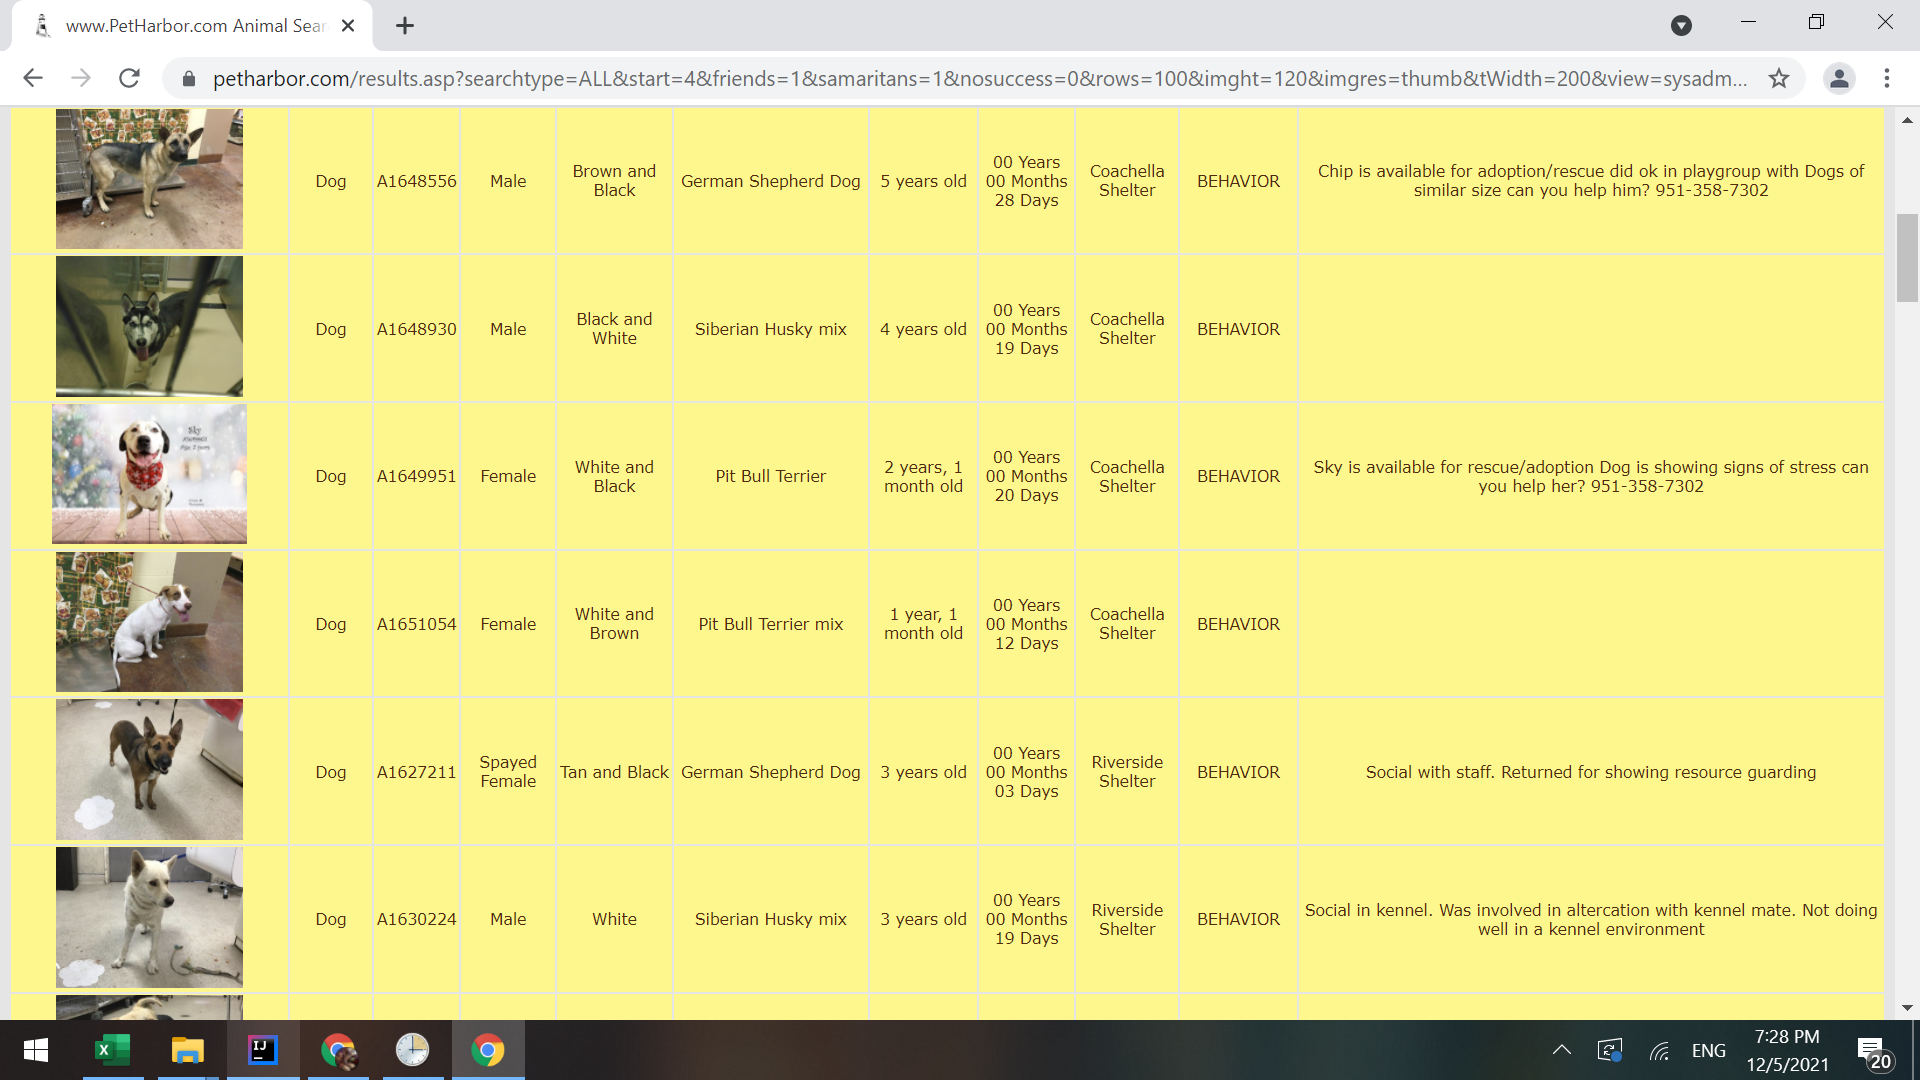 www.PetHarbor.com Animal Sear
petharbor.com/results.asp?searchtype=ALL&start=4&friends=1&samaritans=1&nosuccess=0&rows=100&imght=120&imgres=thumb&tWidth=200&view=sysadm...
Dog
A1648556
Male
Brown and
Black
German Shepherd Dog
5 years old
00 Years
00 Months
28 Days
Coachella
Shelter
BEHAVIOR
Chip is available for adoption/rescue did ok in playgroup with Dogs of
similar size can you help him? 951-358-7302
Dog
A1648930
Male
Black and
White
Siberian Husky mix
4 years old
00 Years
00 Months
19 Days
Coachella
Shelter
BEHAVIOR
Sky
Dog
A1649951
Female
White and
Black
Pit Bull Terrier
2 years, 1
month old
00 Years
00 Months
20 Days
Coachella
Shelter
BEHAVIOR
Sky is available for rescue/adoption Dog is showing signs of stress can
you help her? 951-358-7302
Dog
A1651054
Female
White and
Brown
Pit Bull Terrier mix
1 year, 1
month old
00 Years
00 Months
12 Days
Coachella
Shelter
BEHAVIOR
Dog
A1627211
Spayed
Female
Tan and Black
German Shepherd Dog
3 years old
00 Years
00 Months
03 Days
Riverside
Shelter
BEHAVIOR
Social with staff. Returned for showing resource guarding
Dog
A1630224
Male
White
Siberian Husky mix
3 years old
00 Years
00 Months
19 Days
Riverside
Shelter
BEHAVIOR
Social in kennel. Was involved in altercation with kennel mate. Not doing
well in a kennel environment
X
IJ
ENG
7:28 PM
12/5/2021
20